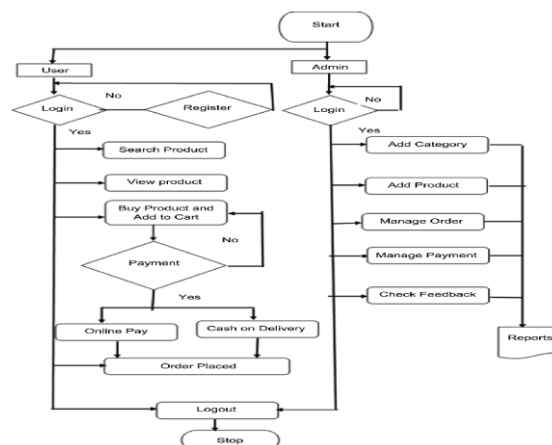 Start
User
Admin
Login
No
Register
Login
No
Yes
Yes
Search Product
Add Category
View product
Add Product
Buy Product and
Add to Cart
Manage Order
No
Payment
Manage Payment
Yes
Check Feedback
Online Pay
Cash on Delivery
Reports
Order Placed
Logout
Stop